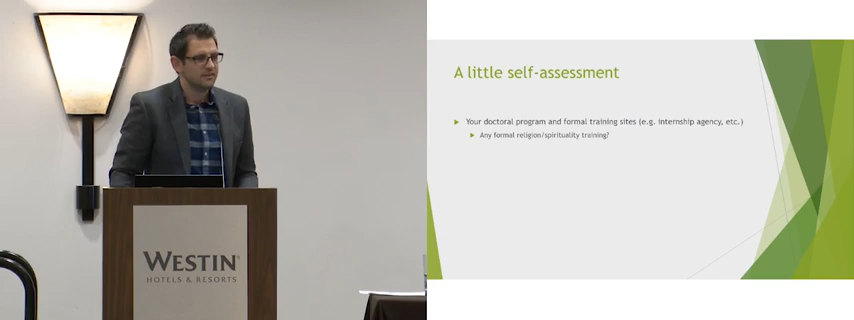 WESTIN
HOTELS & RESORTS
A little self-assessment
Your doctoral program and formal training sites (e.g. internship agency, etc.)
Any formal religion/spirituality training?